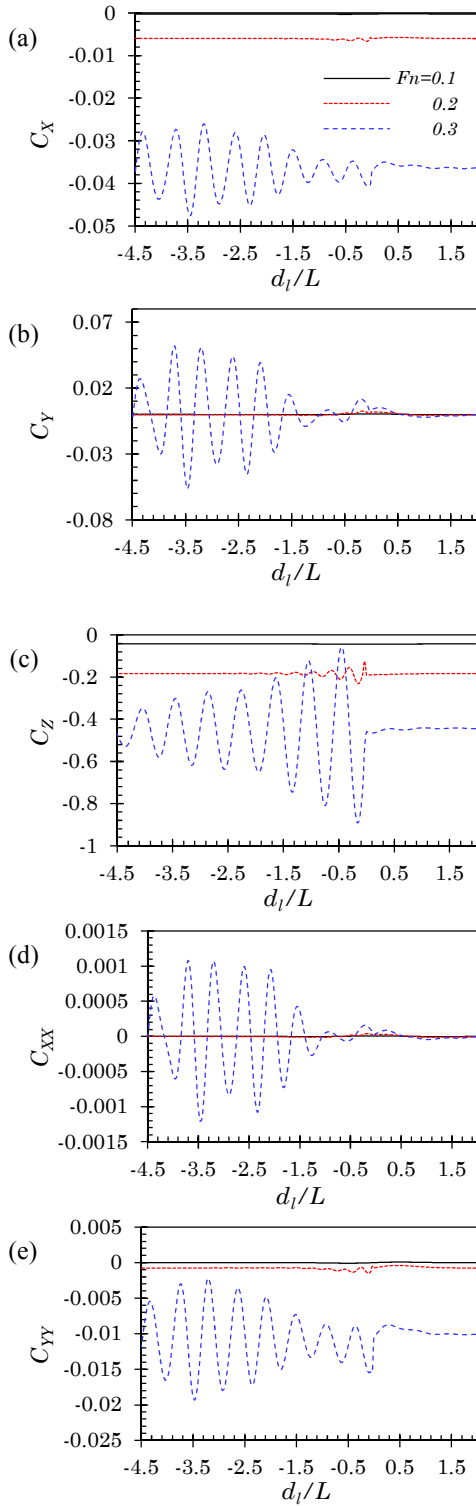 (a)
0
-0.01
-0.02
-0.03
-0.04
-0.05
C_X
Fn=0.1
0.2
0.3
-4.5 -3.5 -2.5 -1.5 -0.5 0.5 1.5
d_l/L
(b)
0.07
0.02
-0.03
-0.08
C_Y
-4.5 -3.5 -2.5 -1.5 -0.5 0.5 1.5
d_l/L
(c)
0
-0.2
-0.4
-0.6
-0.8
-1
C_Z
-4.5 -3.5 -2.5 -1.5 -0.5 0.5 1.5
d_l/L
(d)
0.0015
0.001
0.0005
0
-0.0005
-0.001
-0.0015
C_XX
-4.5 -3.5 -2.5 -1.5 -0.5 0.5 1.5
d_l/L
(e)
0.005
0
-0.005
-0.01
-0.015
-0.02
-0.025
C_YY
-4.5 -3.5 -2.5 -1.5 -0.5 0.5 1.5
d_l/L